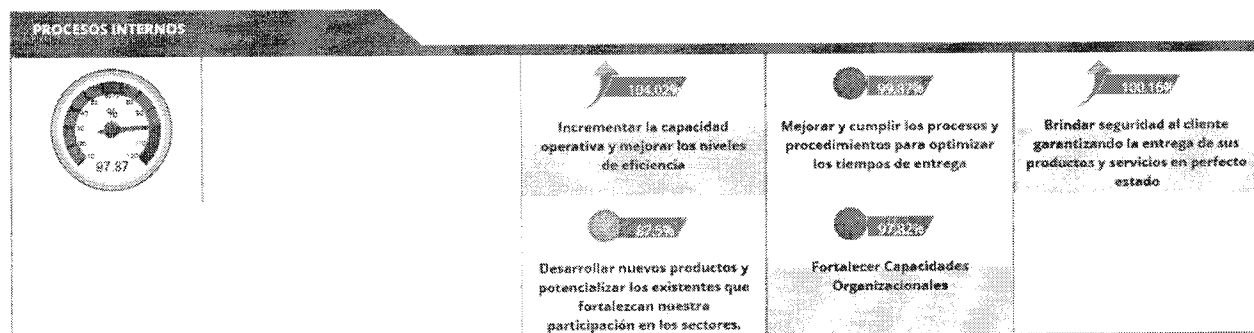 PROCESOS INTERNOS
%
97.87
104.02%
Incrementar la capacidad
operativa y mejorar los niveles
de eficiencia
Mejorar y cumplir los procesos y
procedimientos para optimizar
los tiempos de entrega
100.16%
Brindar seguridad al cliente
garantizando la entrega de sus
productos y servicios en perfecto
estado
82.5%
Desarrollar nuevos productos y
potencializar los existentes que
fortalezcan nuestra
participación en los sectores.
97.82%
Fortalecer Capacidades
Organizacionales